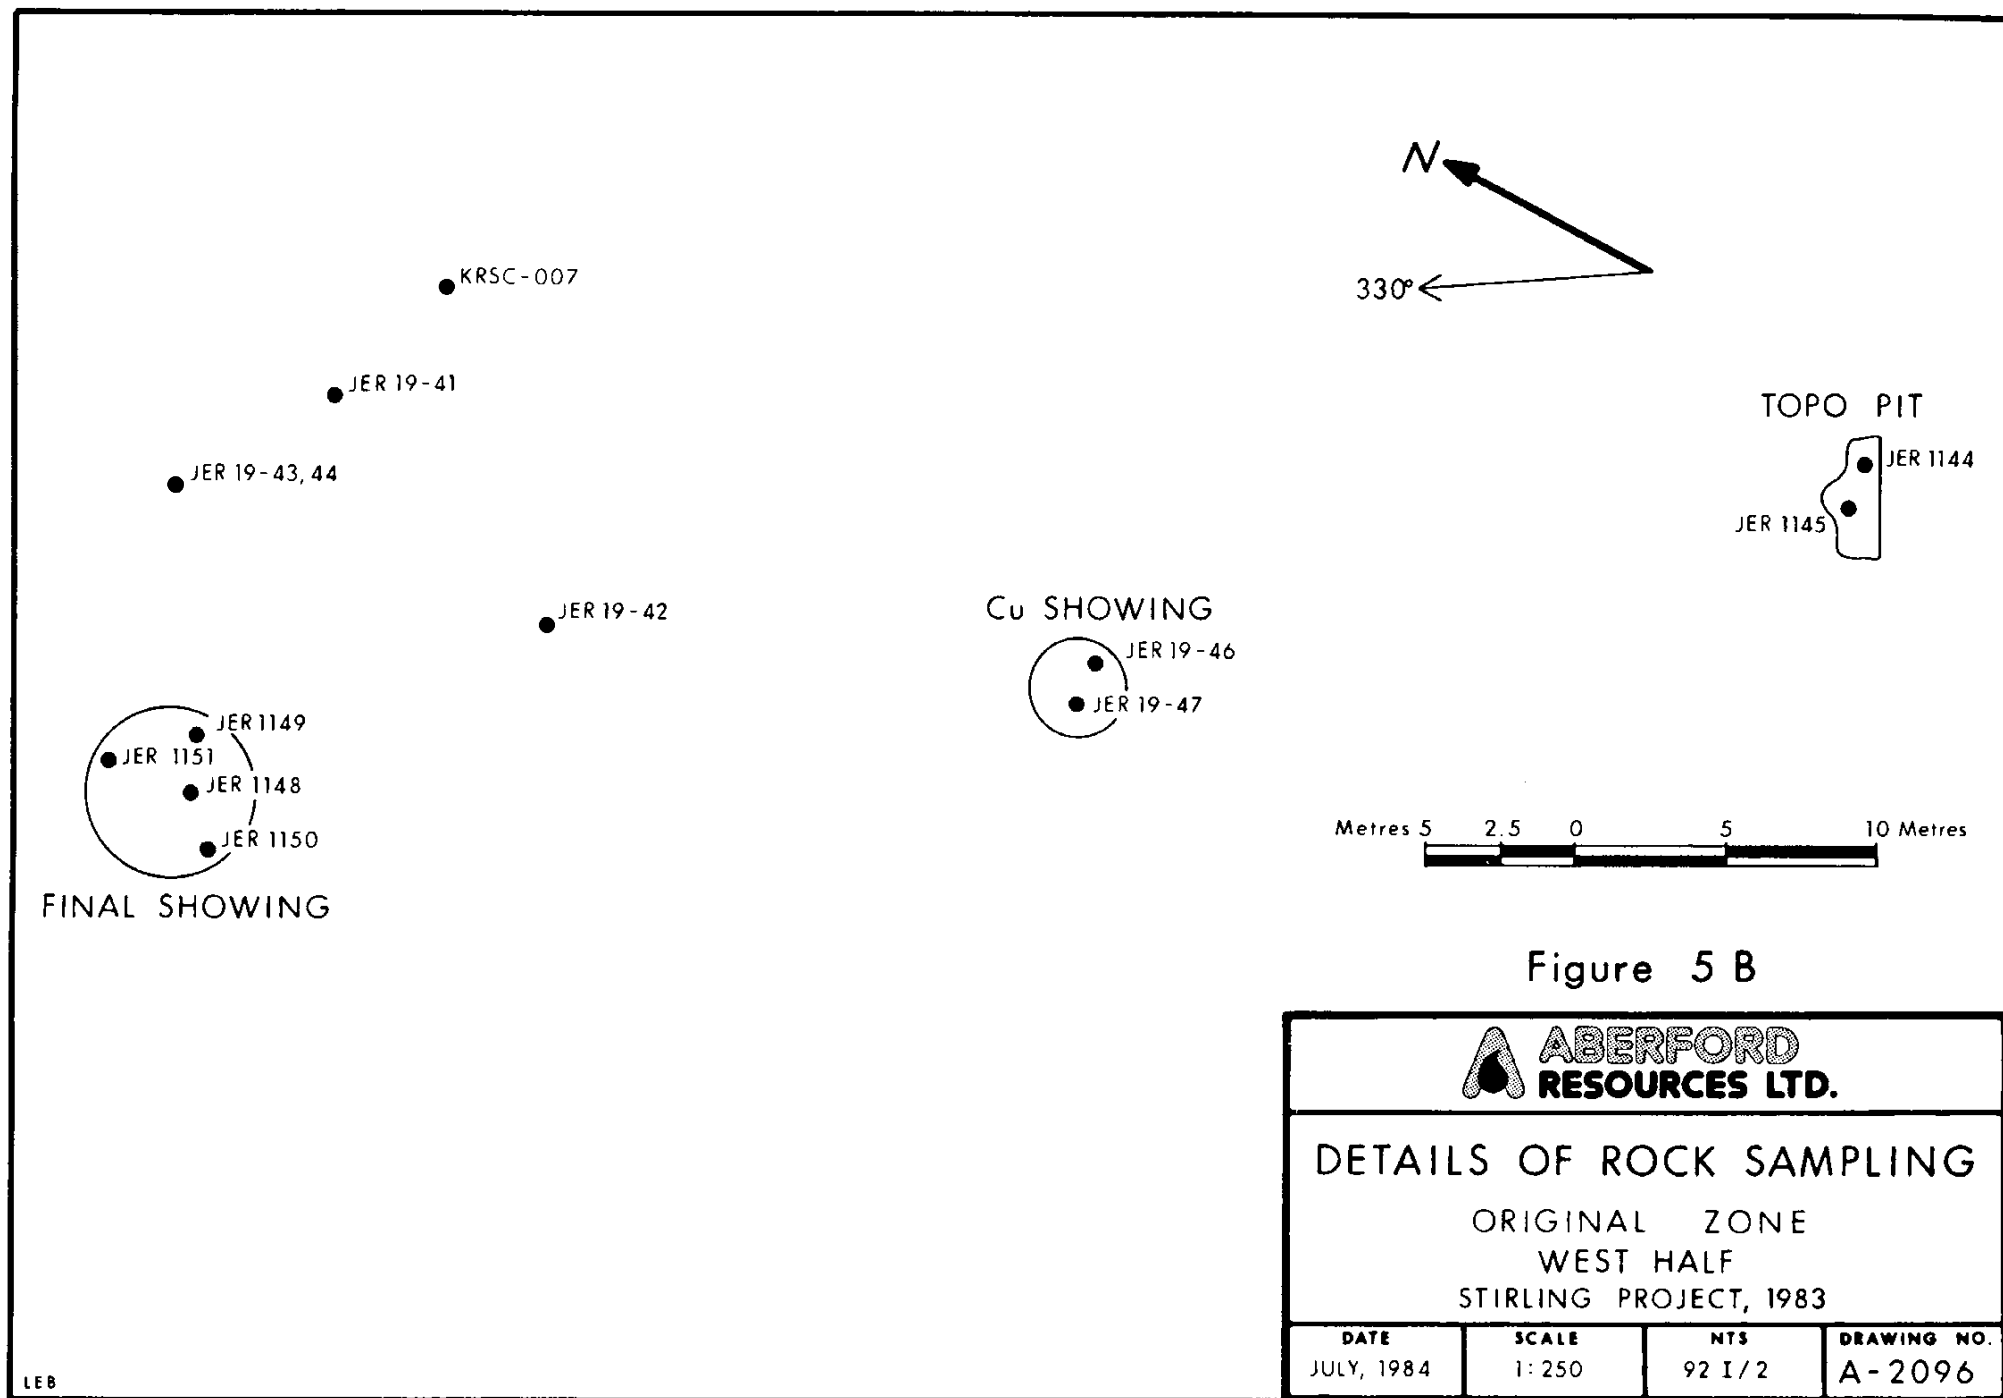 N
330°
KRSC-007
JER 19-41
TOPO PIT
JER 19-43, 44
JER 1144
JER 1145
JER 19-42
Cu SHOWING
JER 19-46
JER 19-47
JER 1149
JER 1151
JER 1148
JER 1150
FINAL SHOWING
Metres 5 2.5 0 5 10 Metres
Figure 5 B
ABERFORD
RESOURCES LTD.
DETAILS OF ROCK SAMPLING
ORIGINAL ZONE
WEST HALF
STIRLING PROJECT, 1983
DATE SCALE NTS DRAWING NO.
JULY, 1984 1:250 92 I/2 A-2096
LEB